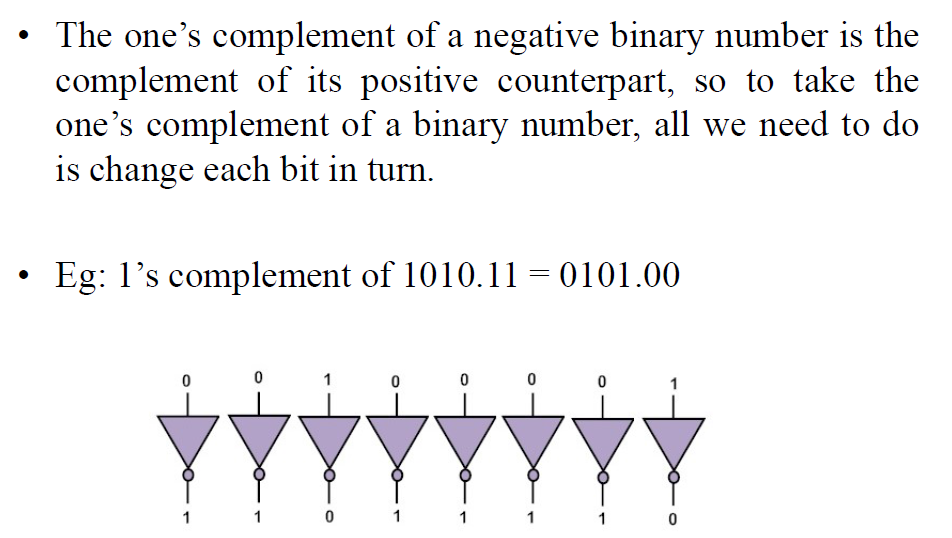 • The one’s complement of a negative binary number is the
complement of its positive counterpart, so to take the
one’s complement of a binary number, all we need to do
is change each bit in turn.
• Eg: 1’s complement of 1010.11 = 0101.00
0 0 1 0 0 0 0 1
1 1 0 1 1 1 1 0